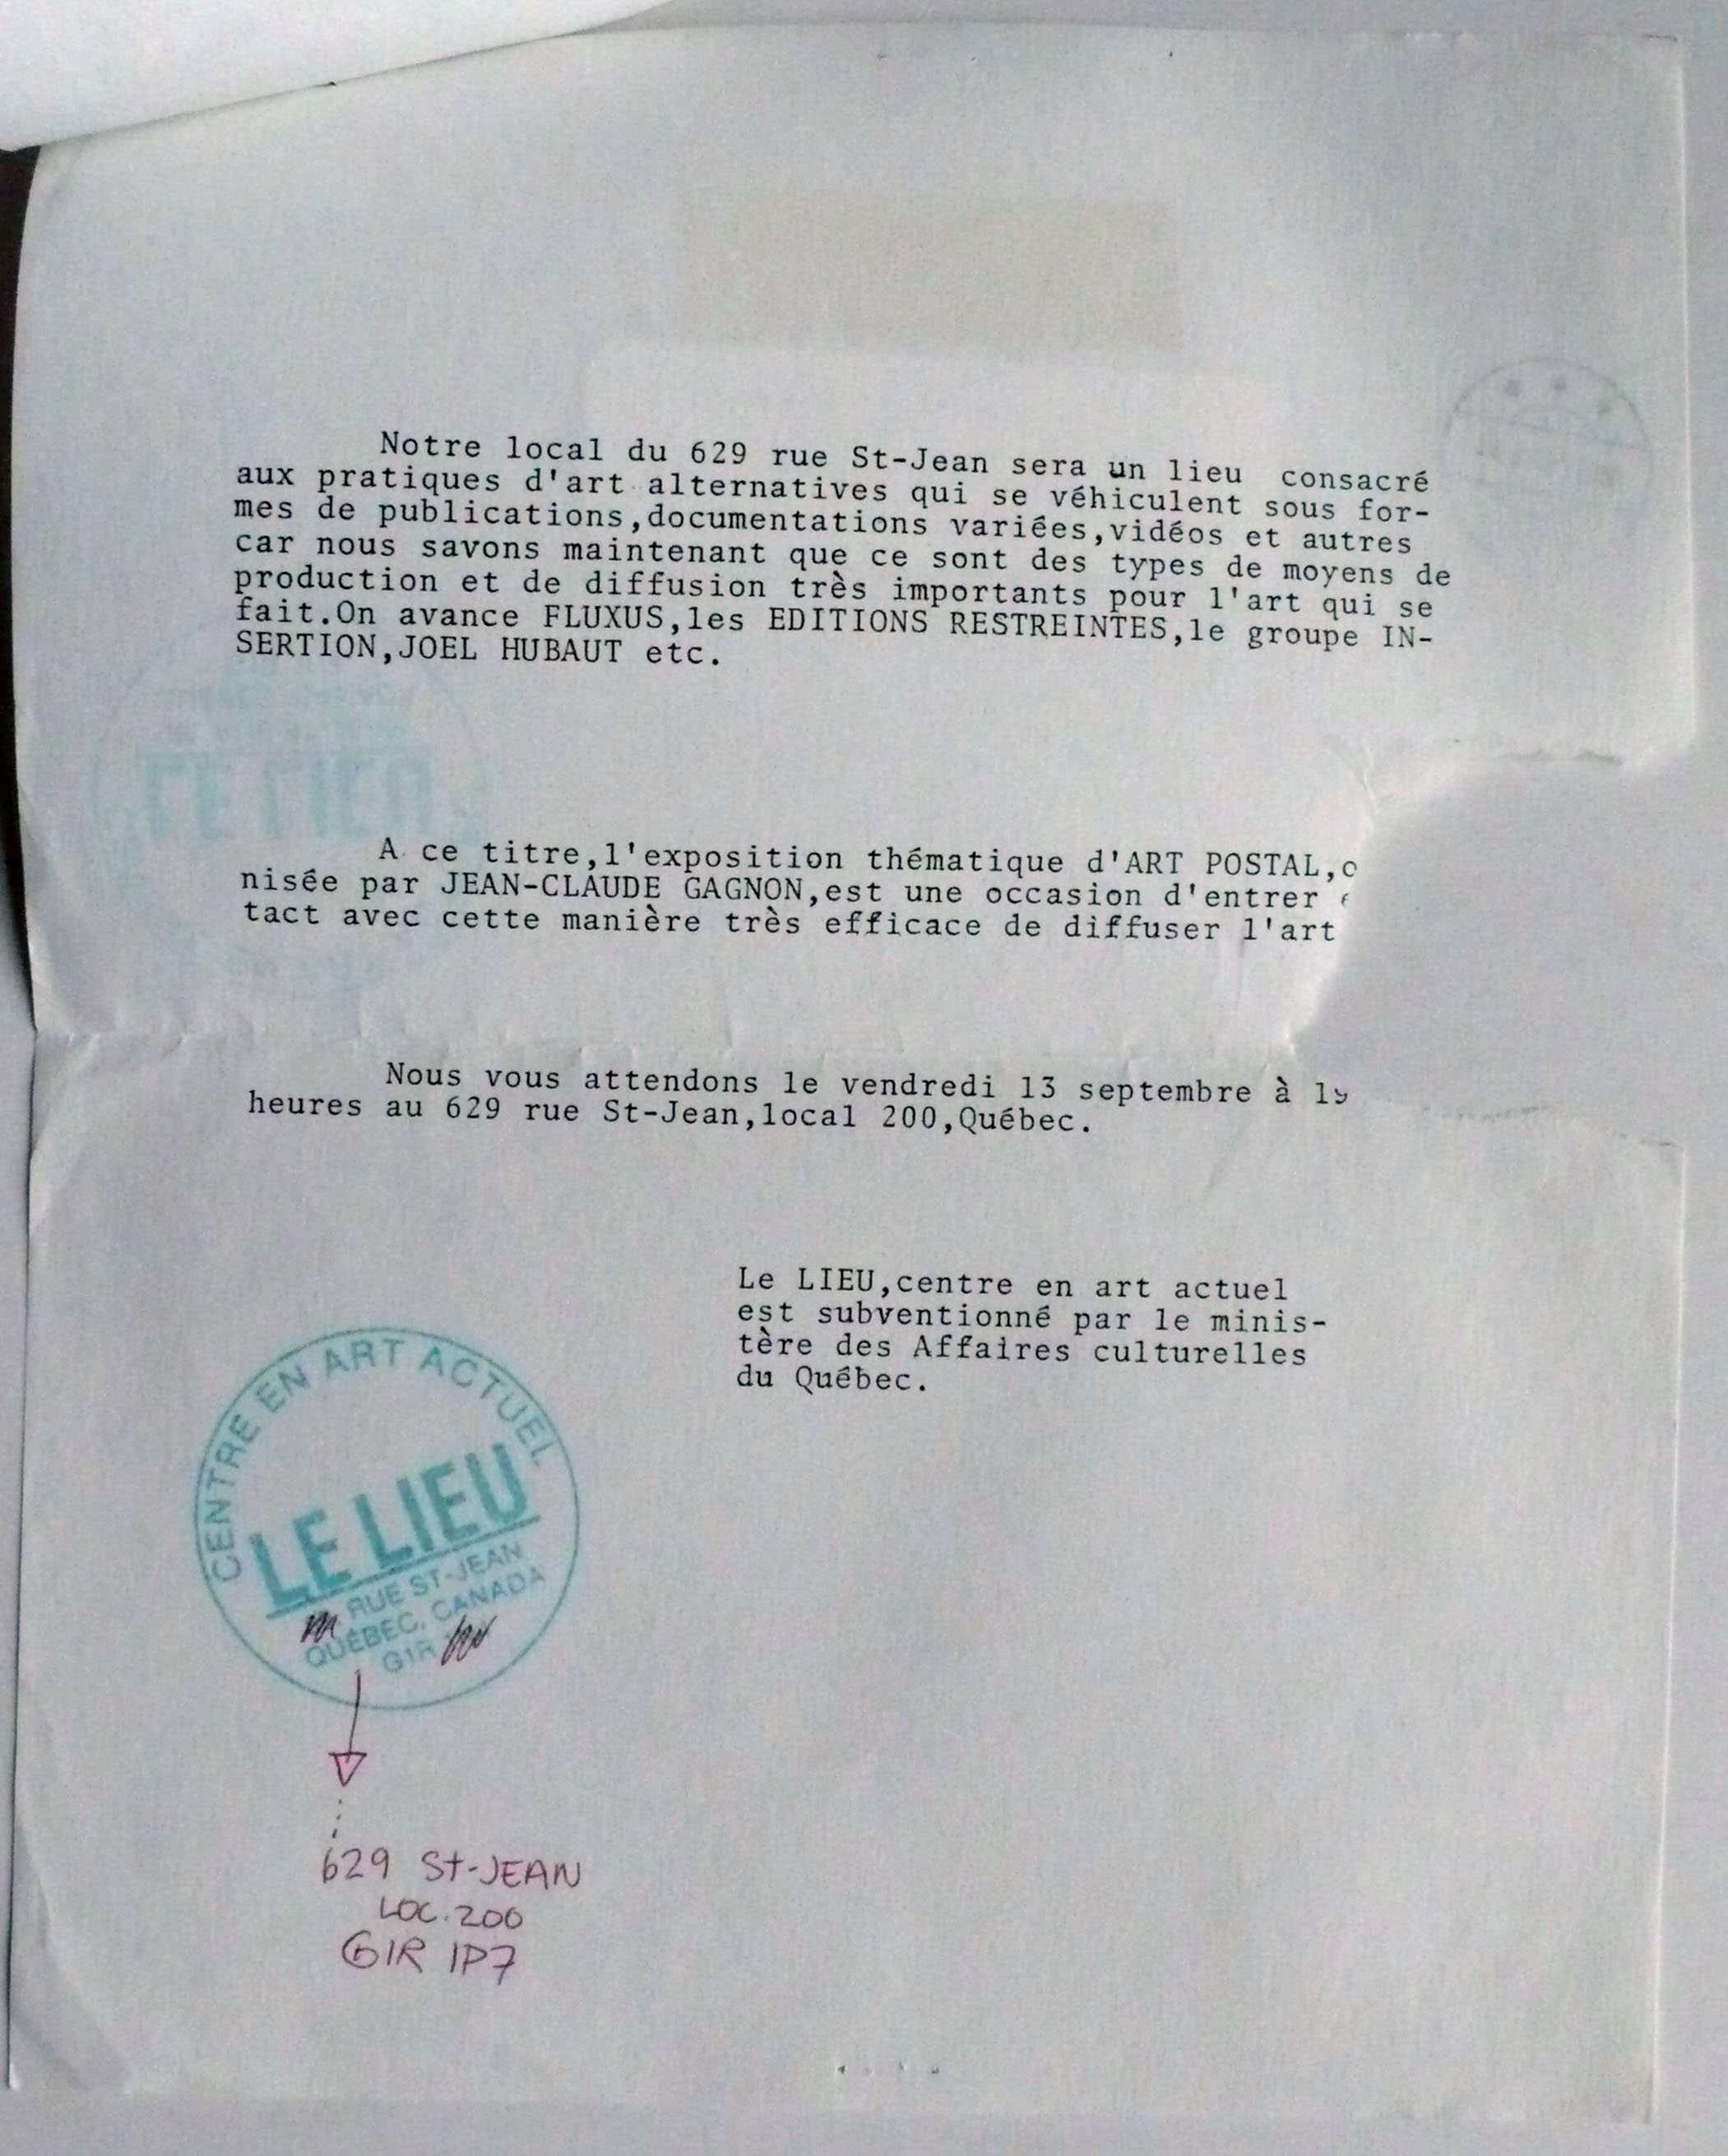 Notre local du 629 rue St-Jean sera un lieu consacré
aux pratiques d'art alternatives qui se véhiculent sous for-
mes de publications,documentations variées,vidéos et autres
car nous savons maintenant que ce sont des types de moyens de
production et de diffusion très importants pour l'art qui se
fait.On avance FLUXUS,les EDITIONS RESTREINTES,le groupe IN-
SERTION,JOEL HUBAUT etc.
A ce titre,l'exposition thématique d'ART POSTAL,
nisée par JEAN-CLAUDE GAGNON,est une occasion d'entrer
tact avec cette manière très efficace de diffuser l'art
Nous vous attendons le vendredi 13 septembre à
heures au 629 rue St-Jean,local 200,Québec.
Le LIEU,centre en art actuel
est subventionné par le minis-
tère des Affaires culturelles
du Québec.
CENTRE EN ART ACTUEL
LE LIEU
RUE ST-JEAN
QUÉBEC, CANADA
G1R
629 St-JEAN
LOC.200
G1R 1P7